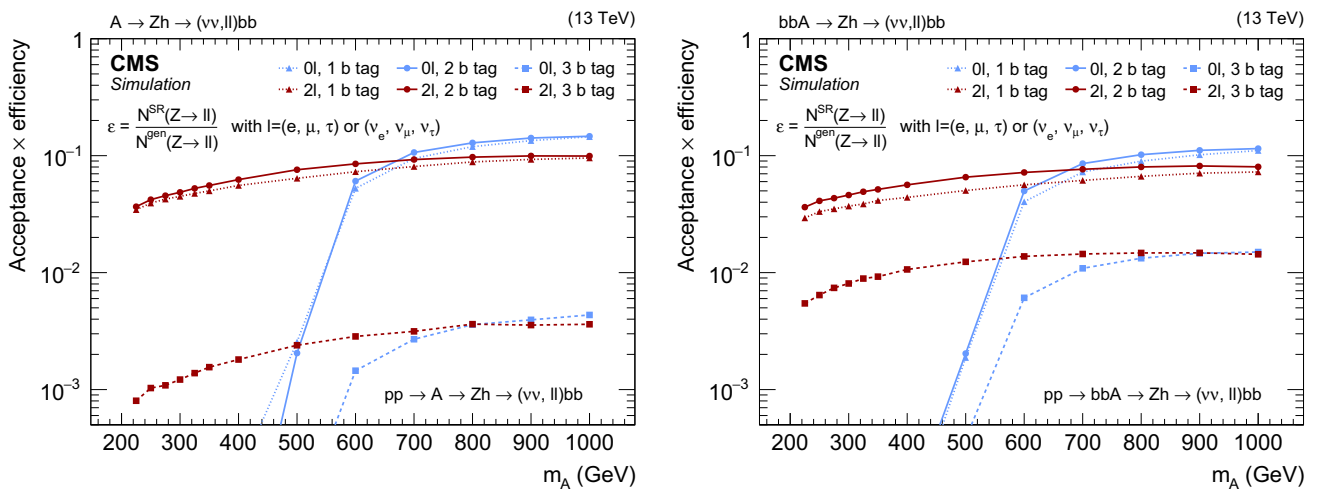 A → Zh → (νν,ll)bb (13 TeV)
CMS
Simulation
0l, 1 b tag 0l, 2 b tag 0l, 3 b tag
2l, 1 b tag 2l, 2 b tag 2l, 3 b tag
ε = N^SR(Z→ ll) / N^gen(Z→ ll) with l=(e, μ, τ) or (ν_e, ν_μ, ν_τ)
pp → A → Zh → (νν, ll)bb
Acceptance × efficiency
1
10^−1
10^−2
10^−3
200 300 400 500 600 700 800 900 1000
m_A (GeV)
bbA → Zh → (νν,ll)bb (13 TeV)
CMS
Simulation
0l, 1 b tag 0l, 2 b tag 0l, 3 b tag
2l, 1 b tag 2l, 2 b tag 2l, 3 b tag
ε = N^SR(Z→ ll) / N^gen(Z→ ll) with l=(e, μ, τ) or (ν_e, ν_μ, ν_τ)
pp → bbA → Zh → (νν, ll)bb
Acceptance × efficiency
1
10^−1
10^−2
10^−3
200 300 400 500 600 700 800 900 1000
m_A (GeV)